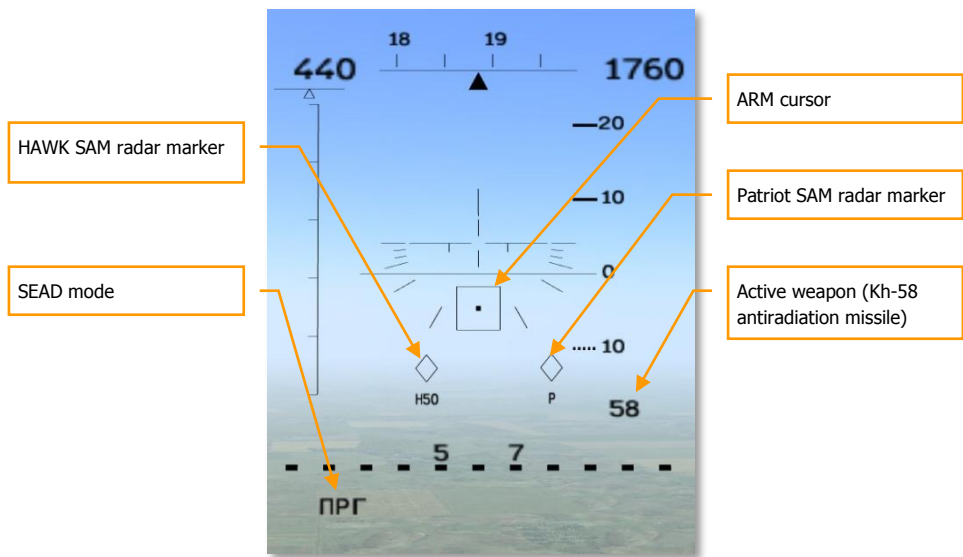 18 19
440 1760
ARM cursor
20
HAWK SAM radar marker
10
Patriot SAM radar marker
0
SEAD mode
Active weapon (Kh-58
antiradiation missile)
10
H50 P
58
5 7
ПРГ